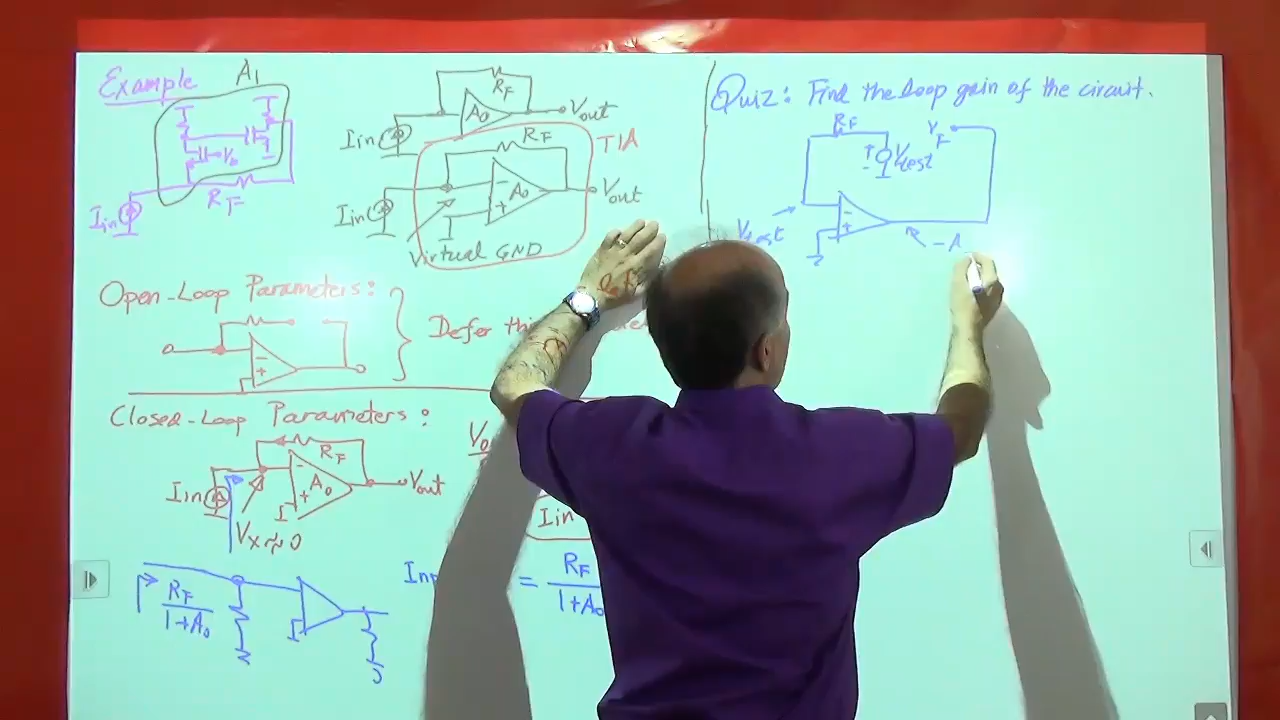 Example
A1
Vb
RF
Iin
RF
A0
Vout
Iin
TIA
RF
A0
Vout
Iin
Virtual GND
Open-Loop Parameters:
Defer
Closed-Loop Parameters:
RF
A0
Iin
Vout
Vx≈0
Iin
RF
1+A0
= RF
1+A0
Quiz: Find the loop gain of the circuit.
RF
VF
Vtest
Vtest
-A